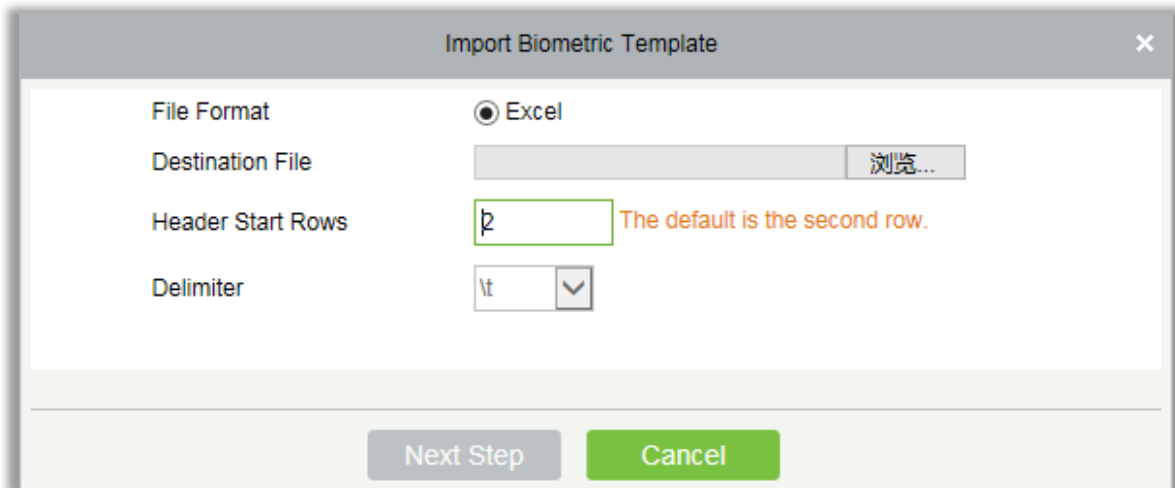 Import Biometric Template ×
File Format Excel
Destination File 浏览...
Header Start Rows 2 The default is the second row.
Delimiter \t
Next Step Cancel